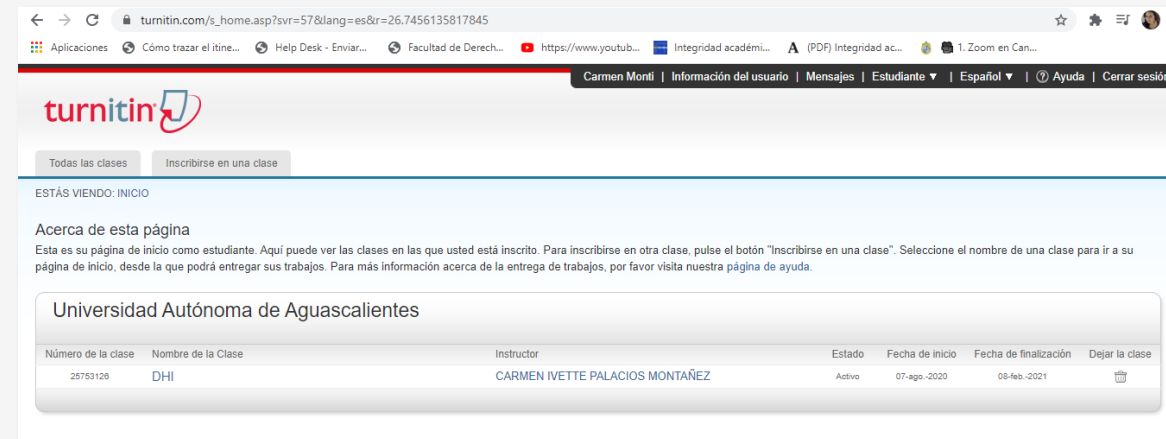 turnitin.com/s_home.asp?svr=57&lang=es&r=26.7456135817845
Aplicaciones Cómo trazar el itine... Help Desk - Enviar... Facultad de Derech... https://www.youtub... Integridad académi... A (PDF) Integridad ac... 1. Zoom en Can...
Carmen Monti | Información del usuario | Mensajes | Estudiante ▼ | Español ▼ | ? Ayuda | Cerrar sesión
turnitin
Todas las clases Inscribirse en una clase
ESTÁS VIENDO: INICIO
Acerca de esta página
Esta es su página de inicio como estudiante. Aquí puede ver las clases en las que usted está inscrito. Para inscribirse en otra clase, pulse el botón "Inscribirse en una clase". Seleccione el nombre de una clase para ir a su
página de inicio, desde la que podrá entregar sus trabajos. Para más información acerca de la entrega de trabajos, por favor visita nuestra página de ayuda.
Universidad Autónoma de Aguascalientes
Número de la clase Nombre de la Clase Instructor Estado Fecha de inicio Fecha de finalización Dejar la clase
25753126 DHI CARMEN IVETTE PALACIOS MONTAÑEZ Activo 07-ago.-2020 08-feb.-2021